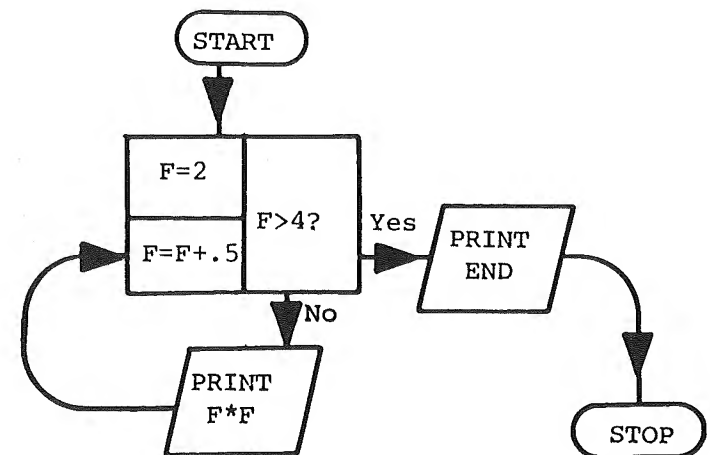 START
F=2
F=F+.5
F>4?
Yes
PRINT
END
No
PRINT
F*F
STOP